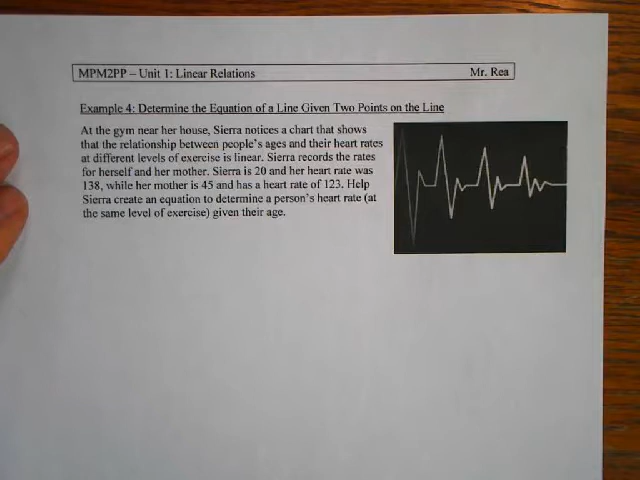 MPM2PP – Unit 1: Linear Relations Mr. Rea
Example 4: Determine the Equation of a Line Given Two Points on the Line
At the gym near her house, Sierra notices a chart that shows
that the relationship between people's ages and their heart rates
at different levels of exercise is linear. Sierra records the rates
for herself and her mother. Sierra is 20 and her heart rate was
138, while her mother is 45 and has a heart rate of 123. Help
Sierra create an equation to determine a person's heart rate (at
the same level of exercise) given their age.